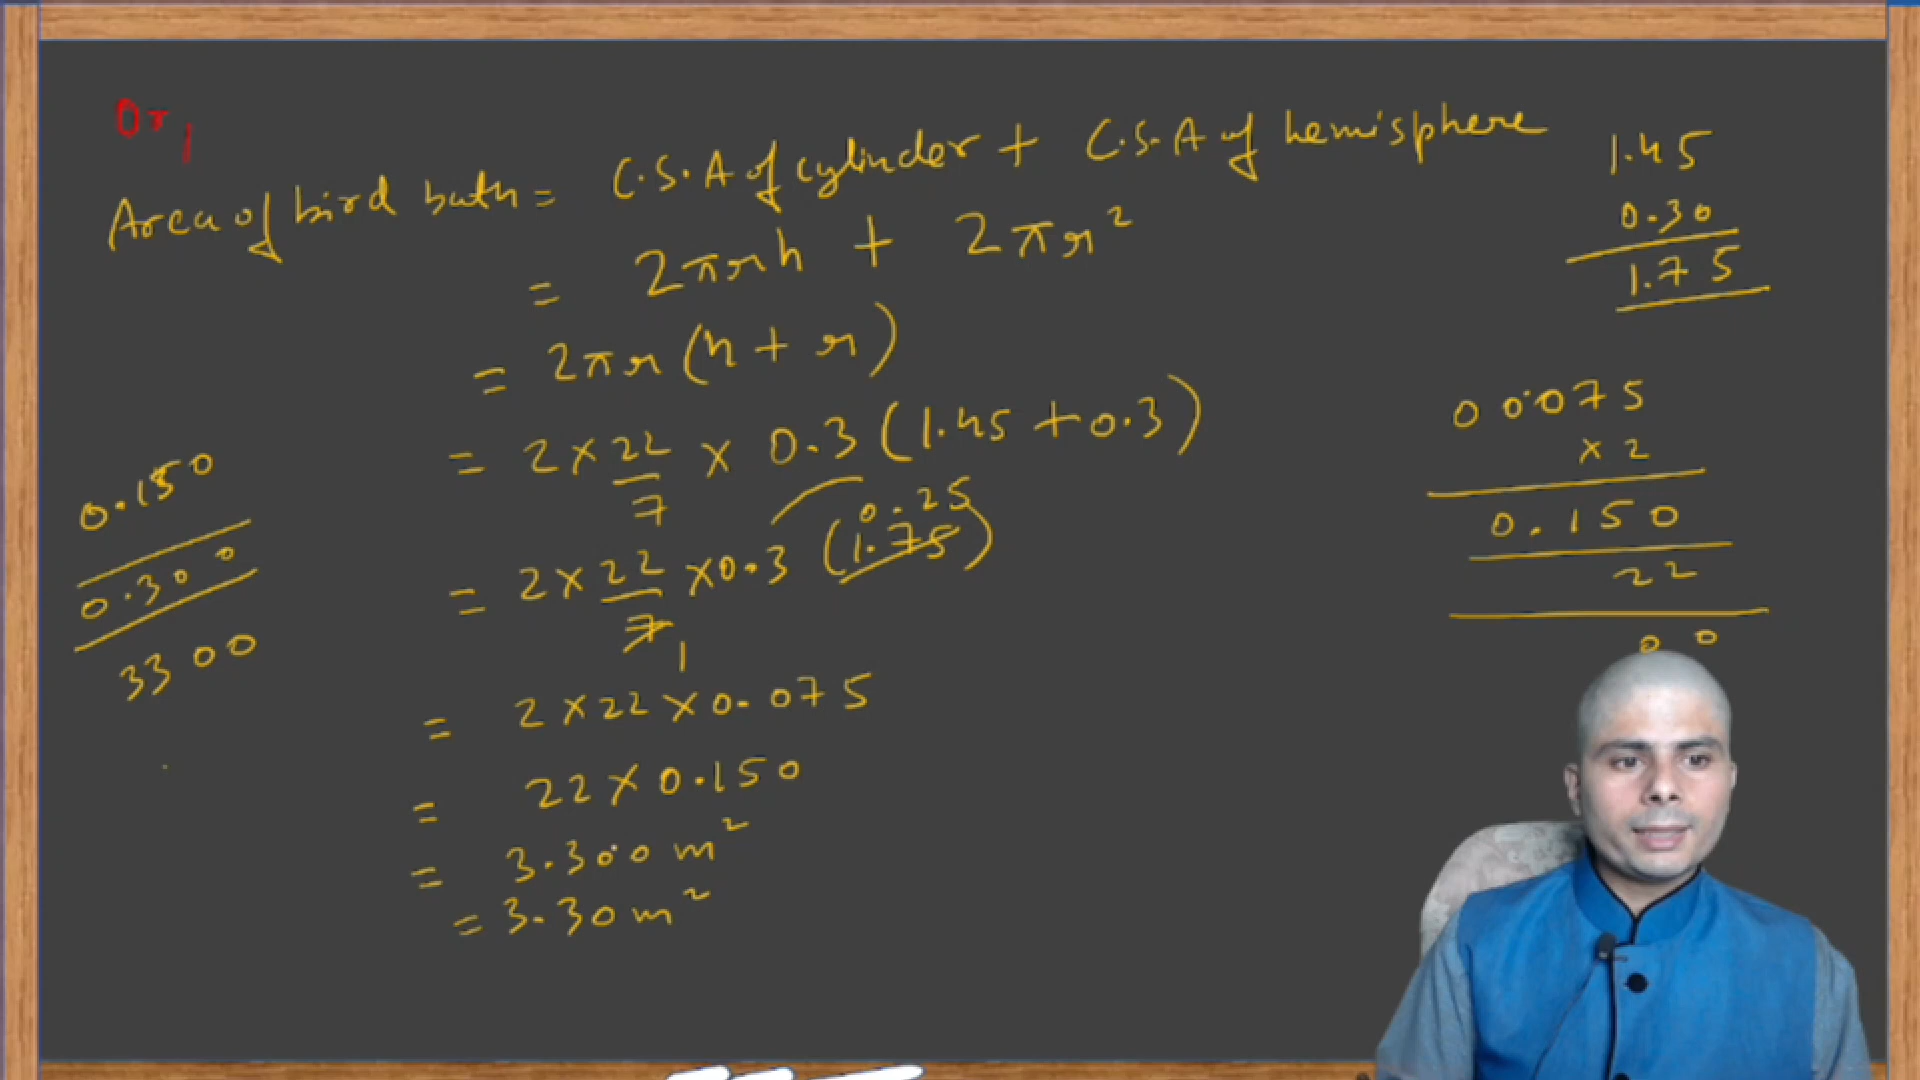 Or,
Area of bird bath = C.S.A of cylinder + C.S.A of hemisphere
= 2πrh + 2πr²
= 2πr (h + r)
= 2 × 22/7 × 0.3 (1.45 + 0.3)
0.25
= 2 × 22/7 × 0.3 (1.75)
1
= 2 × 22 × 0.075
= 22 × 0.150
= 3.300 m²
= 3.30 m²
0.150
0.300
3300
1.45
0.30
1.75
00.075
× 2
0.150
22
00